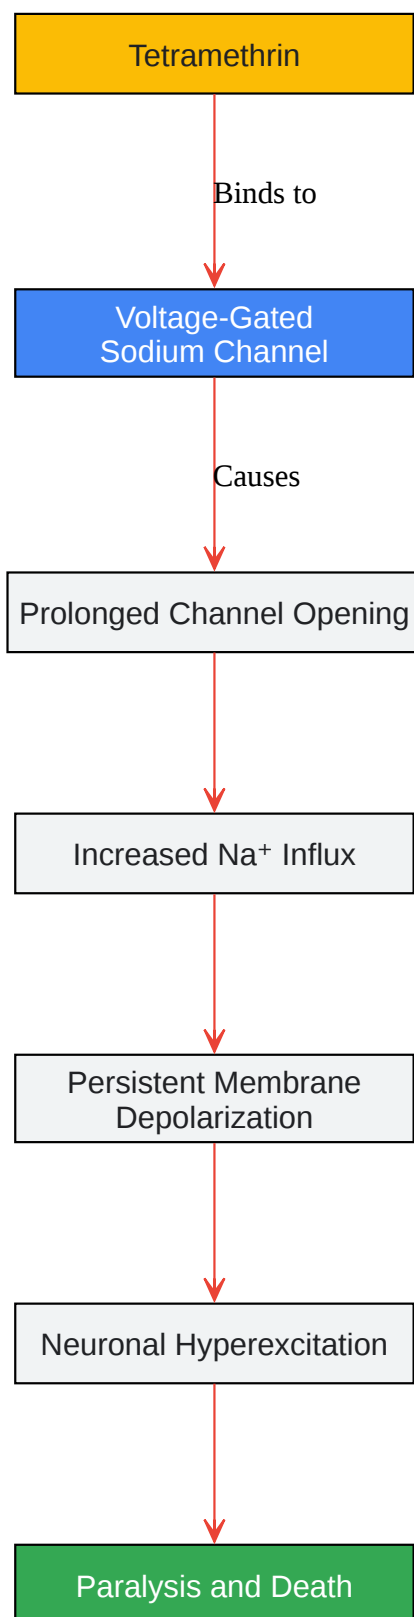 Tetramethrin
Binds to
Voltage-Gated
Sodium Channel
Causes
Prolonged Channel Opening
Increased Na⁺ Influx
Persistent Membrane
Depolarization
Neuronal Hyperexcitation
Paralysis and Death